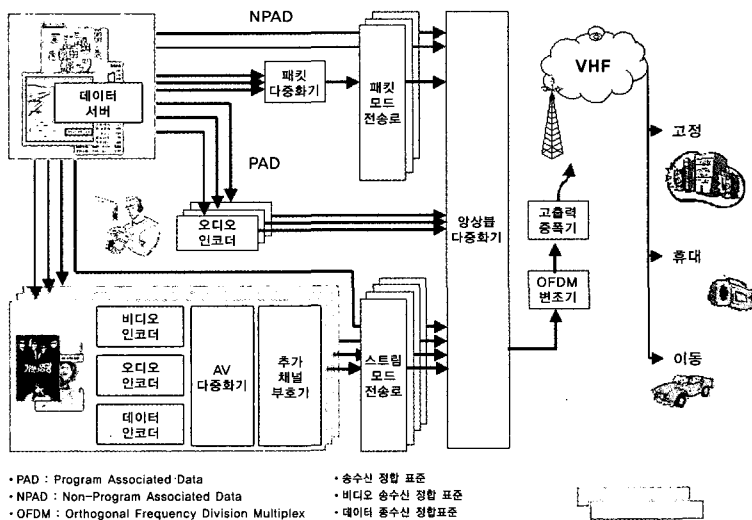 NPAD
데이터
서버
패킷
다중화기
패킷
모드
전송로
PAD
오디오
인코더
앙상블
다중화기
VHF
고정
휴대
이동
고출력
증폭기
OFDM
변조기
비디오
인코더
오디오
인코더
데이터
인코더
AV
다중화기
추가
채널
부호기
스트림
모드
전송로
• PAD : Program Associated Data
• NPAD : Non-Program Associated Data
• OFDM : Orthogonal Frequency Division Multiplex
• 송수신 정합 표준
• 비디오 송수신 정합 표준
• 데이터 종수신 정합표준